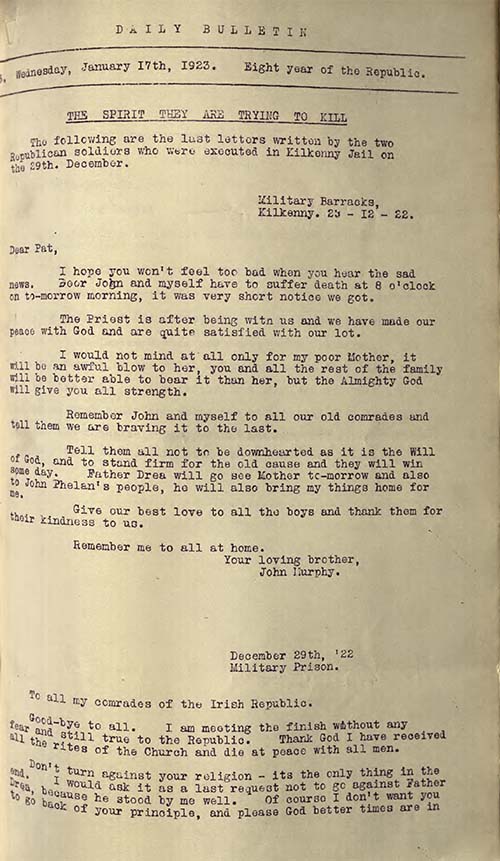 DAILY BULLETIN
Wednesday, January 17th, 1923. Eight year of the Republic.
THE SPIRIT THEY ARE TRYING TO KILL
The following are the last letters written by the two
Republican soldiers who were executed in Kilkenny Jail on
the 29th. December.
Military Barracks,
Kilkenny. 28 - 12 - 22.
Dear Pat,
I hope you won't feel too bad when you hear the sad
news. Poor John and myself have to suffer death at 8 o'clock
on to-morrow morning, it was very short notice we got.
The Priest is after being with us and we have made our
peace with God and are quite satisfied with our lot.
I would not mind at all only for my poor Mother, it
will be an awful blow to her, you and all the rest of the family
will be better able to bear it than her, but the Almighty God
will give you all strength.
Remember John and myself to all our old comrades and
tell them we are braving it to the last.
Tell them all not to be downhearted as it is the Will
of God, and to stand firm for the old cause and they will win
some day. Father Drea will go see Mother to-morrow and also
to John Phelan's people, he will also bring my things home for
me.
Give our best love to all the boys and thank them for
their kindness to us.
Remember me to all at home.
Your loving brother,
John Murphy.
December 29th, '22
Military Prison.
To all my comrades of the Irish Republic.
Good-bye to all. I am meeting the finish without any
fear and still true to the Republic. Thank God I have received
all the rites of the Church and die at peace with all men.
Don't turn against your religion - its the only thing in the
end. I would ask it as a last request not to go against Father
Drea, because he stood by me well. Of course I don't want you
to go back of your principle, and please God better times are in